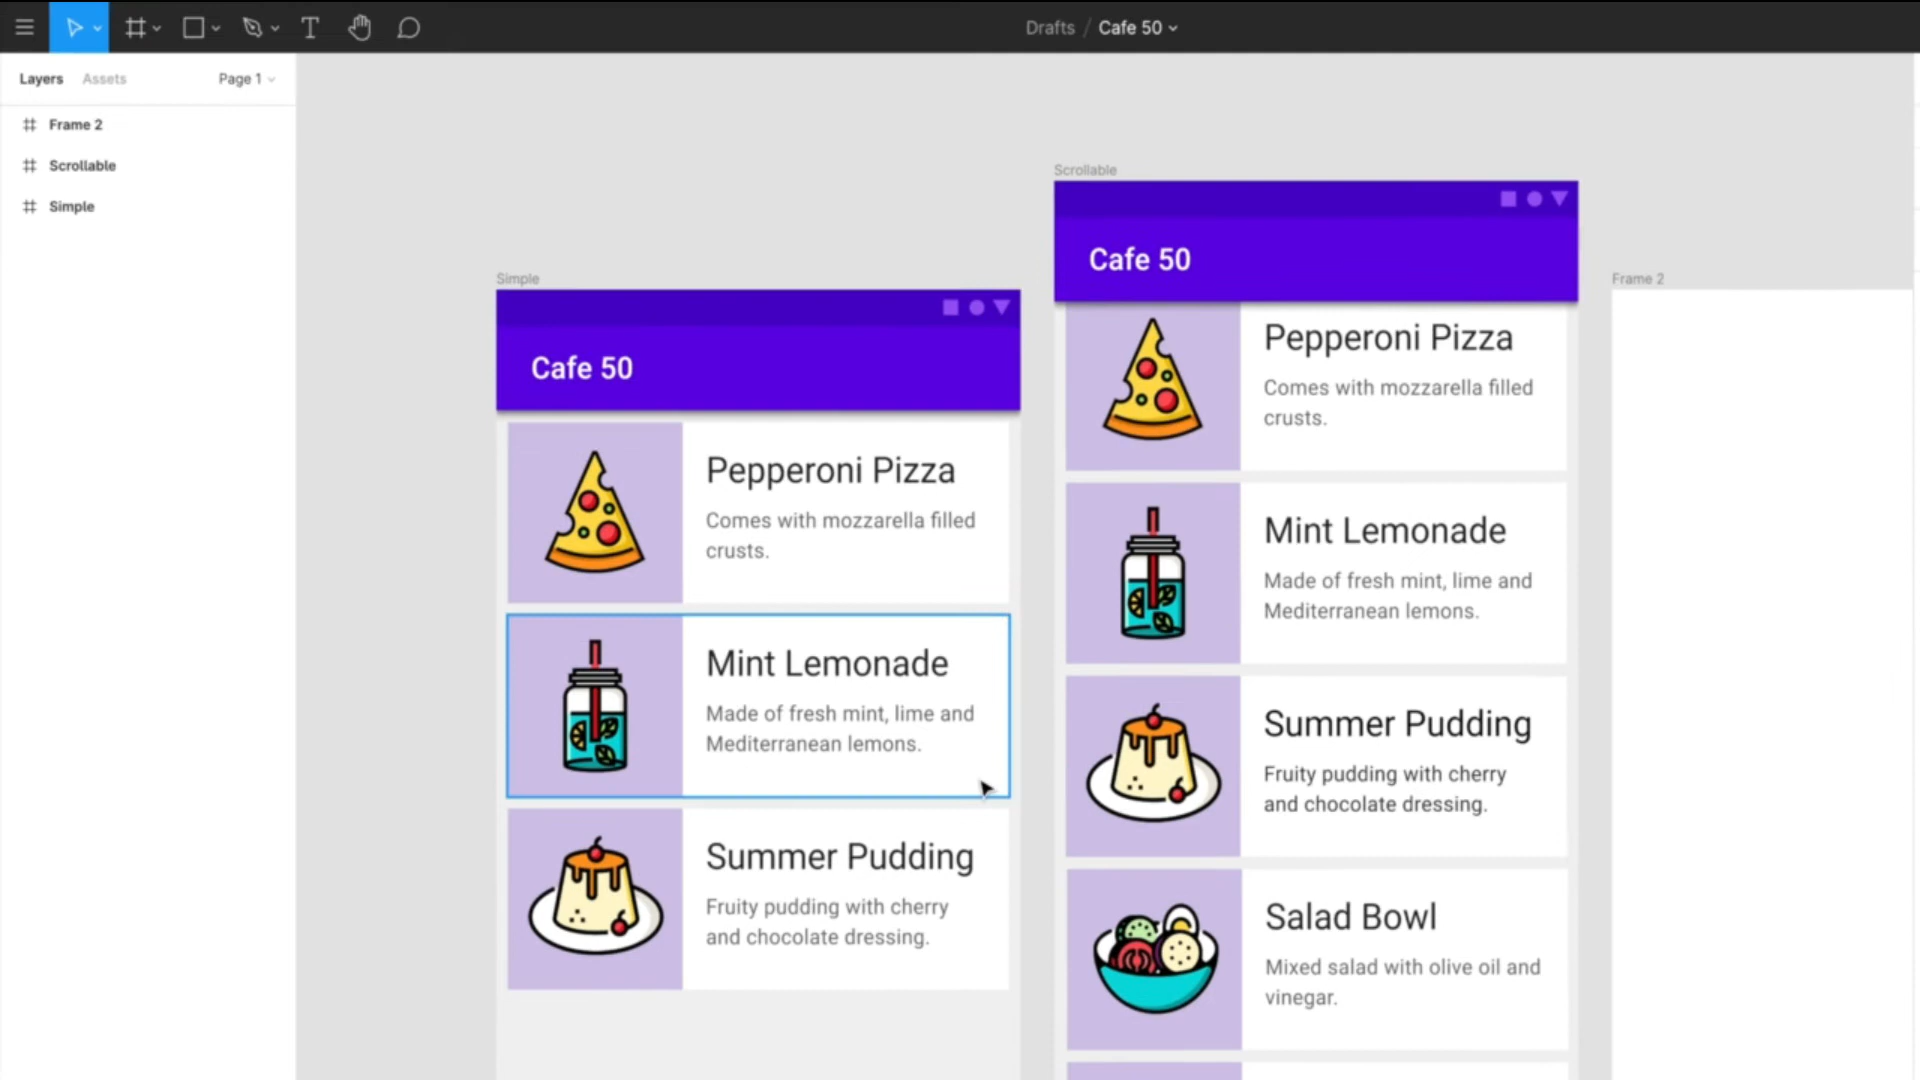 Drafts / Cafe 50
Layers
Assets
Page 1
Frame 2
Scrollable
Simple
Simple
Cafe 50
Pepperoni Pizza
Comes with mozzarella filled
crusts.
Mint Lemonade
Made of fresh mint, lime and
Mediterranean lemons.
Summer Pudding
Fruity pudding with cherry
and chocolate dressing.
Scrollable
Cafe 50
Pepperoni Pizza
Comes with mozzarella filled
crusts.
Mint Lemonade
Made of fresh mint, lime and
Mediterranean lemons.
Summer Pudding
Fruity pudding with cherry
and chocolate dressing.
Salad Bowl
Mixed salad with olive oil and
vinegar.
Frame 2